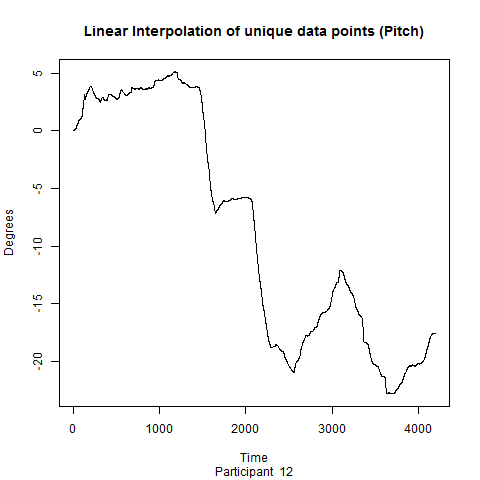 Linear Interpolation of unique data points (Pitch)
Degrees
5
0
-5
-10
-15
-20
0 1000 2000 3000 4000
Time
Participant 12